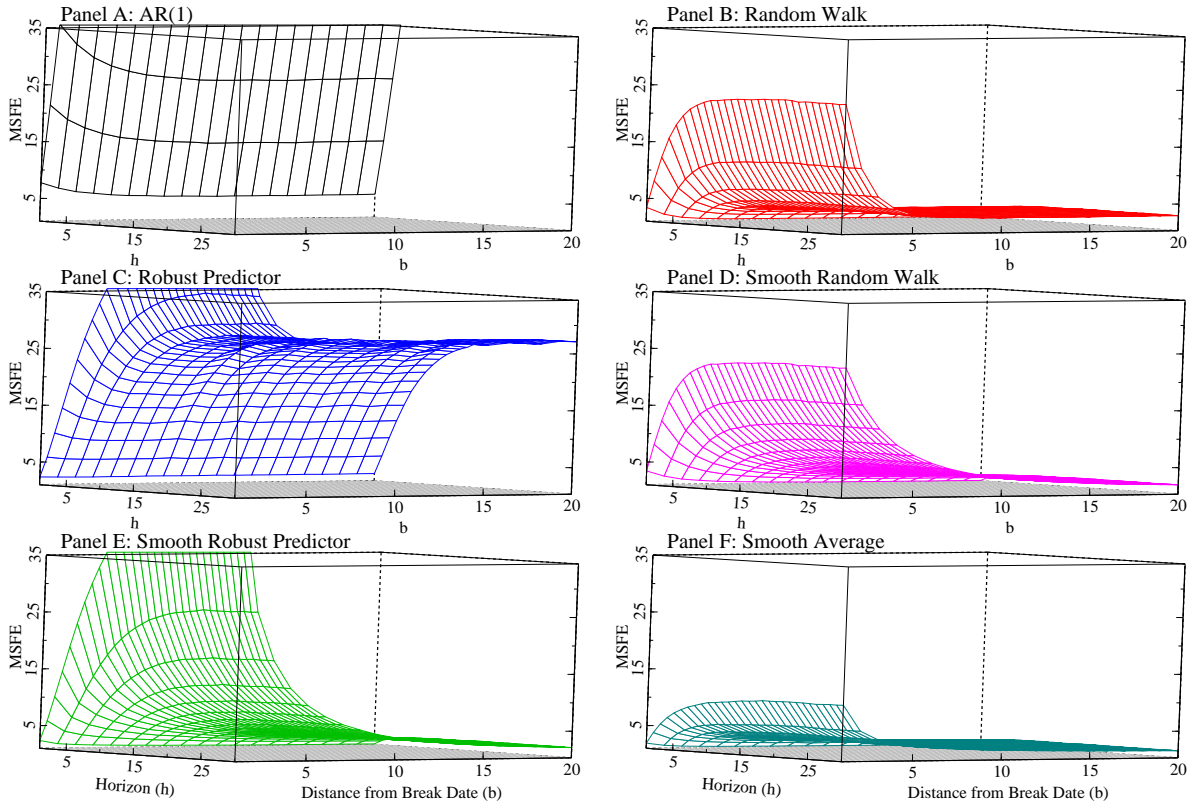 Panel A: AR(1)
MSFE
35
25
15
5
5
15
25
h
5
10
15
20
b
Panel B: Random Walk
MSFE
35
25
15
5
5
15
25
h
5
10
15
20
b
Panel C: Robust Predictor
MSFE
35
25
15
5
5
15
25
h
5
10
15
20
b
Panel D: Smooth Random Walk
MSFE
35
25
15
5
5
15
25
h
5
10
15
20
b
Panel E: Smooth Robust Predictor
MSFE
35
25
15
5
5
15
25
Horizon (h)
5
10
15
20
Distance from Break Date (b)
Panel F: Smooth Average
MSFE
35
25
15
5
5
15
25
Horizon (h)
5
10
15
20
Distance from Break Date (b)